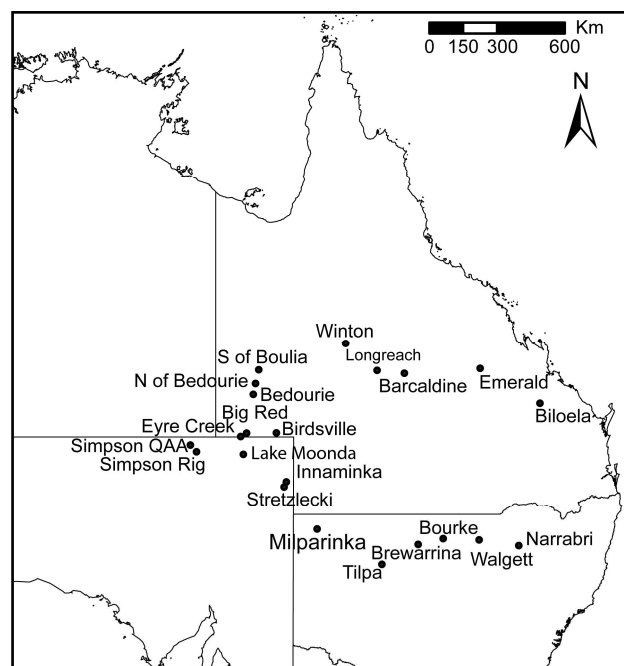 Km
0 150 300 600
N
Winton
Longreach
S of Boulia
Barcaldine
Emerald
N of Bedourie
Bedourie
Biloela
Big Red
Eyre Creek
Birdsville
Simpson QAA
Lake Moonda
Simpson Rig
Innaminka
Stretzlecki
Bourke
Narrabri
Milparinka
Brewarrina
Walgett
Tilpa